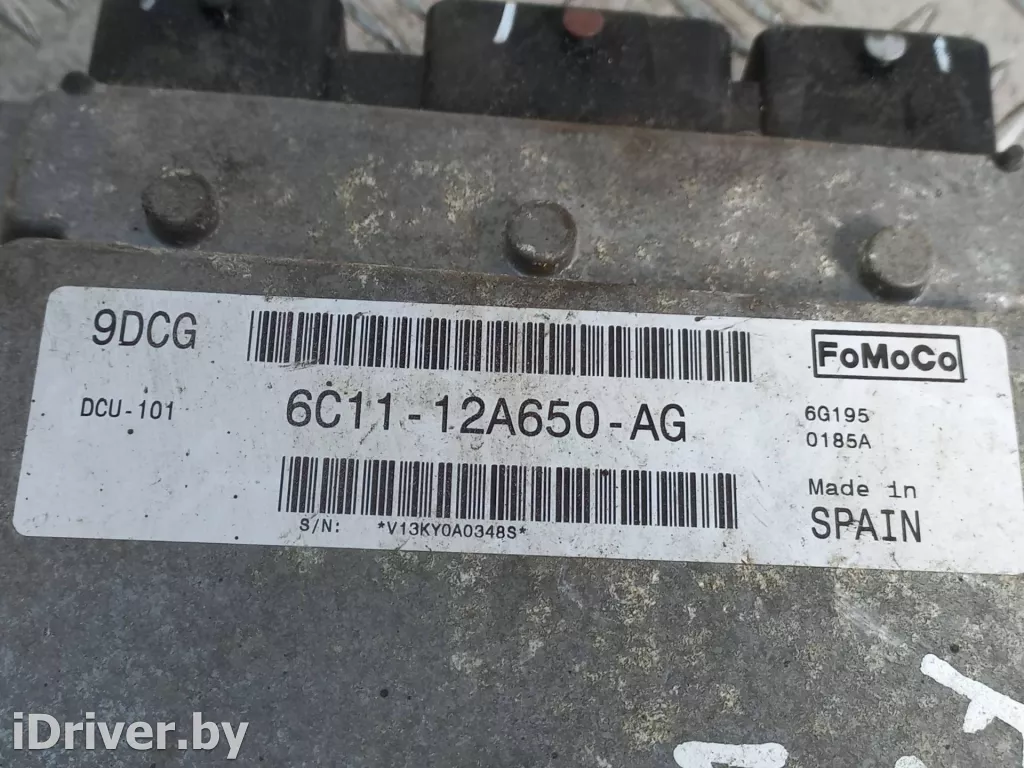 9DCG
FoMoCo
DCU-101
6C11-12A650-AG
6G195
0185A
Made in
SPAIN
S/N: *V13KY0A0348S*
iDriver.by